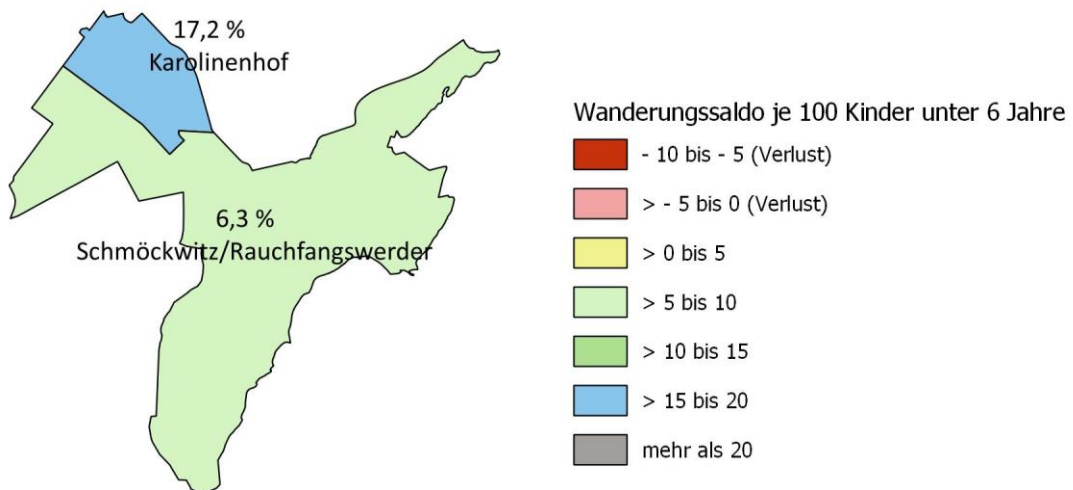 17,2 %
Karolinenhof
6,3 %
Schmöckwitz/Rauchfangswerder
Wanderungssaldo je 100 Kinder unter 6 Jahre
- 10 bis - 5 (Verlust)
> - 5 bis 0 (Verlust)
> 0 bis 5
> 5 bis 10
> 10 bis 15
> 15 bis 20
mehr als 20